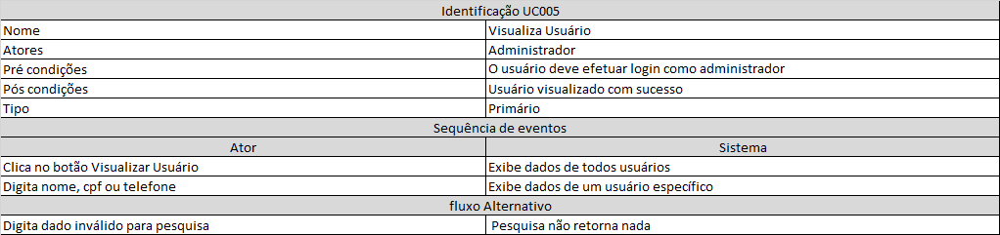 Identificação UC005
Nome Visualiza Usuário
Atores Administrador
Pré condições O usuário deve efetuar login como administrador
Pós condições Usuário visualizado com sucesso
Tipo Primário
Sequência de eventos
Ator Sistema
Clica no botão Visualizar Usuário Exibe dados de todos usuários
Digita nome, cpf ou telefone Exibe dados de um usuário específico
fluxo Alternativo
Digita dado inválido para pesquisa Pesquisa não retorna nada